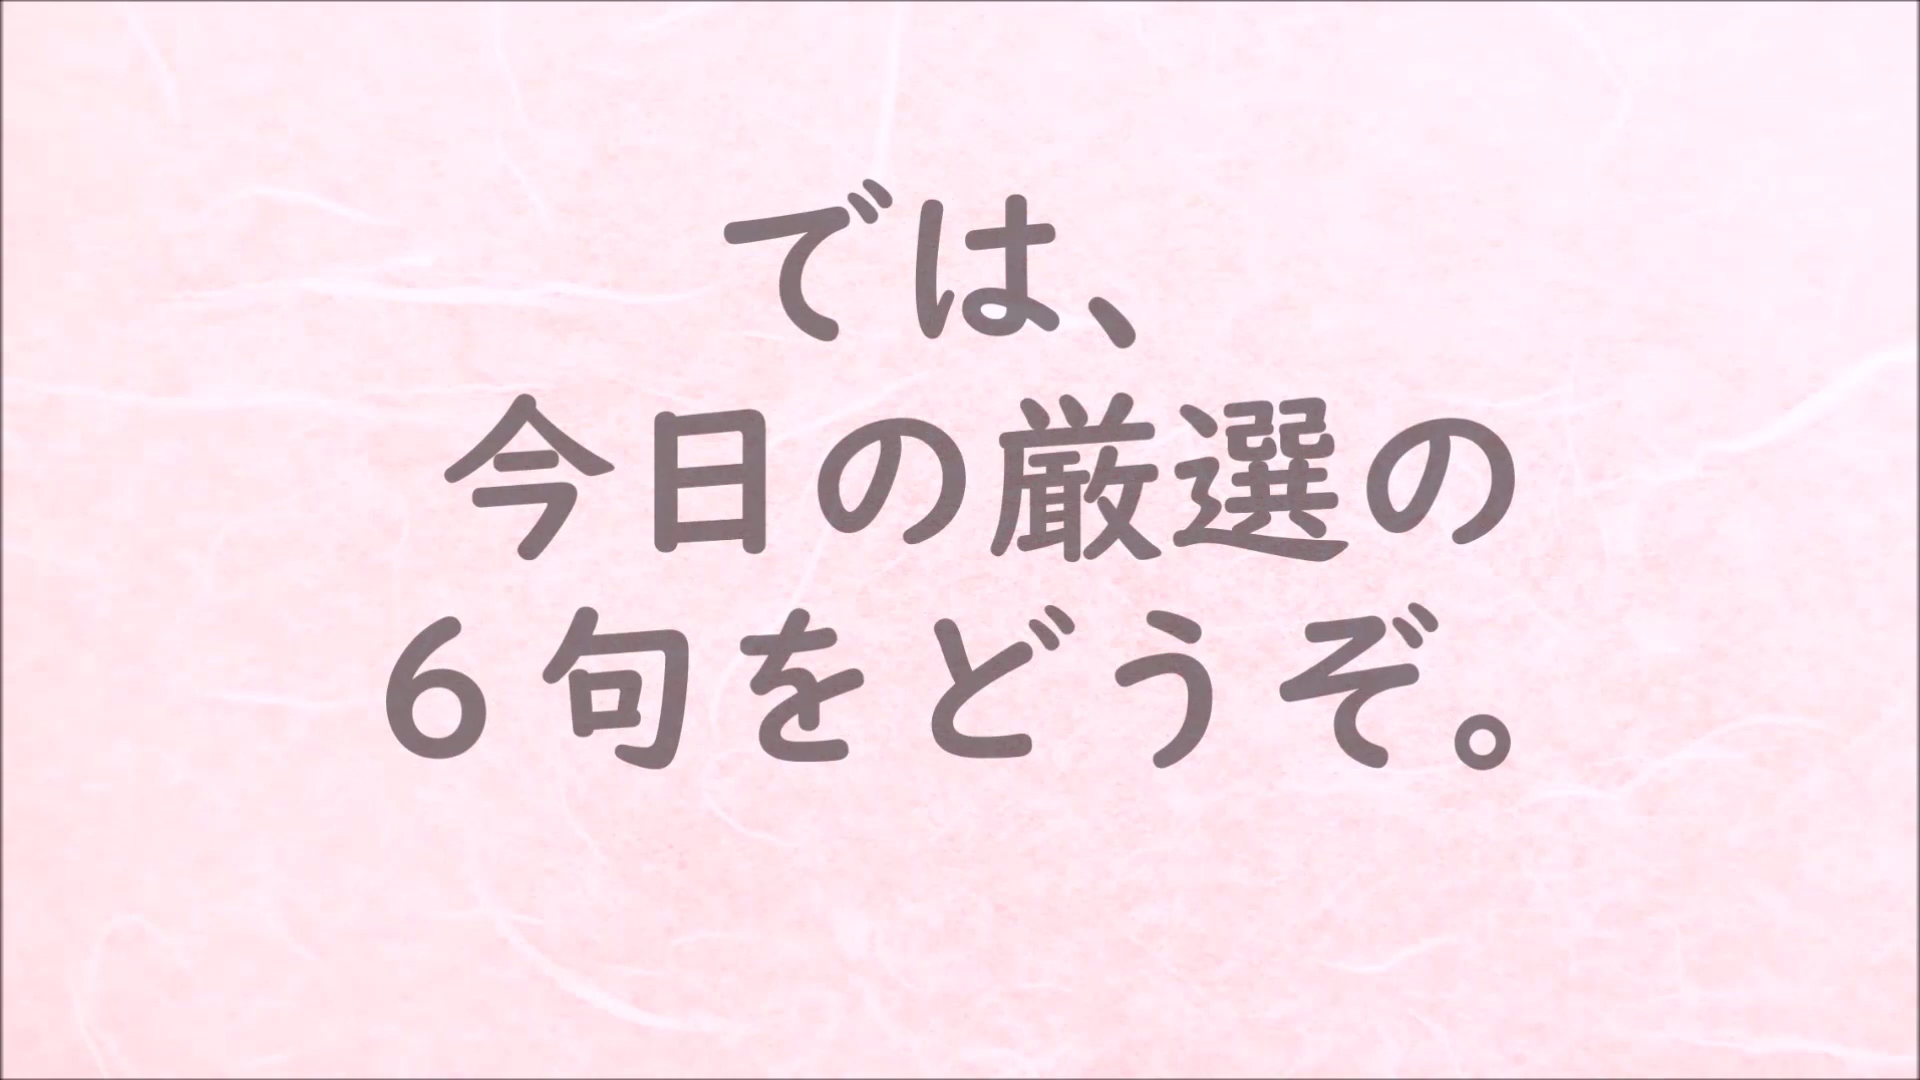 では、
今日の厳選の
６句をどうぞ。